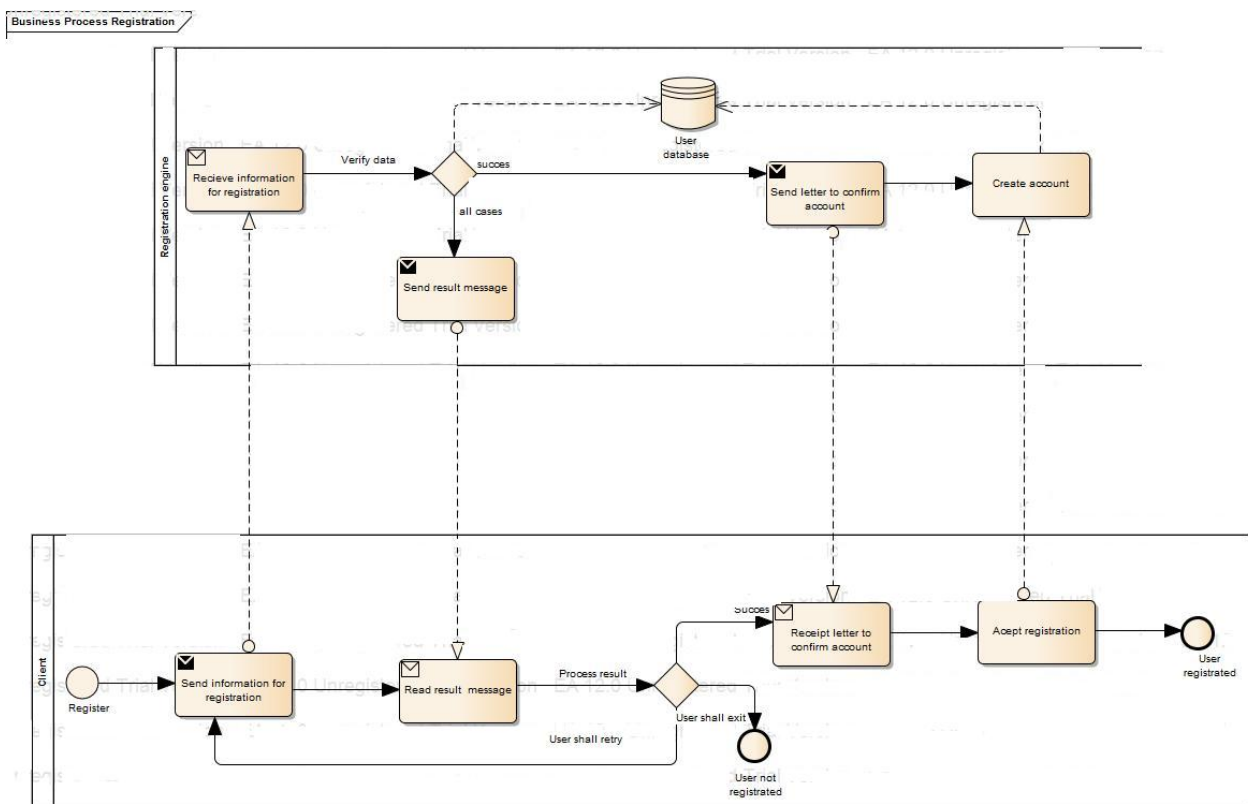 Business Process Registration
Registration engine
Recieve information
for registration
Verify data
succes
all cases
User
database
Send letter to confirm
account
Create account
Send result message
Client
Register
Send information for
registration
Read result message
Process result
Succes
User shall exit
User shall retry
User not
registrated
Receipt letter to
confirm account
Acept registration
User
registrated